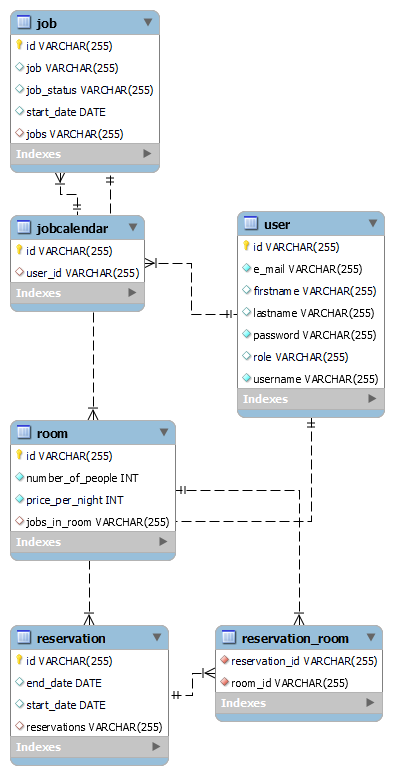 job
id VARCHAR(255)
job VARCHAR(255)
job_status VARCHAR(255)
start_date DATE
jobs VARCHAR(255)
Indexes
jobcalendar
id VARCHAR(255)
user_id VARCHAR(255)
Indexes
user
id VARCHAR(255)
e_mail VARCHAR(255)
firstname VARCHAR(255)
lastname VARCHAR(255)
password VARCHAR(255)
role VARCHAR(255)
username VARCHAR(255)
Indexes
room
id VARCHAR(255)
number_of_people INT
price_per_night INT
jobs_in_room VARCHAR(255)
Indexes
reservation
id VARCHAR(255)
end_date DATE
start_date DATE
reservations VARCHAR(255)
Indexes
reservation_room
reservation_id VARCHAR(255)
room_id VARCHAR(255)
Indexes